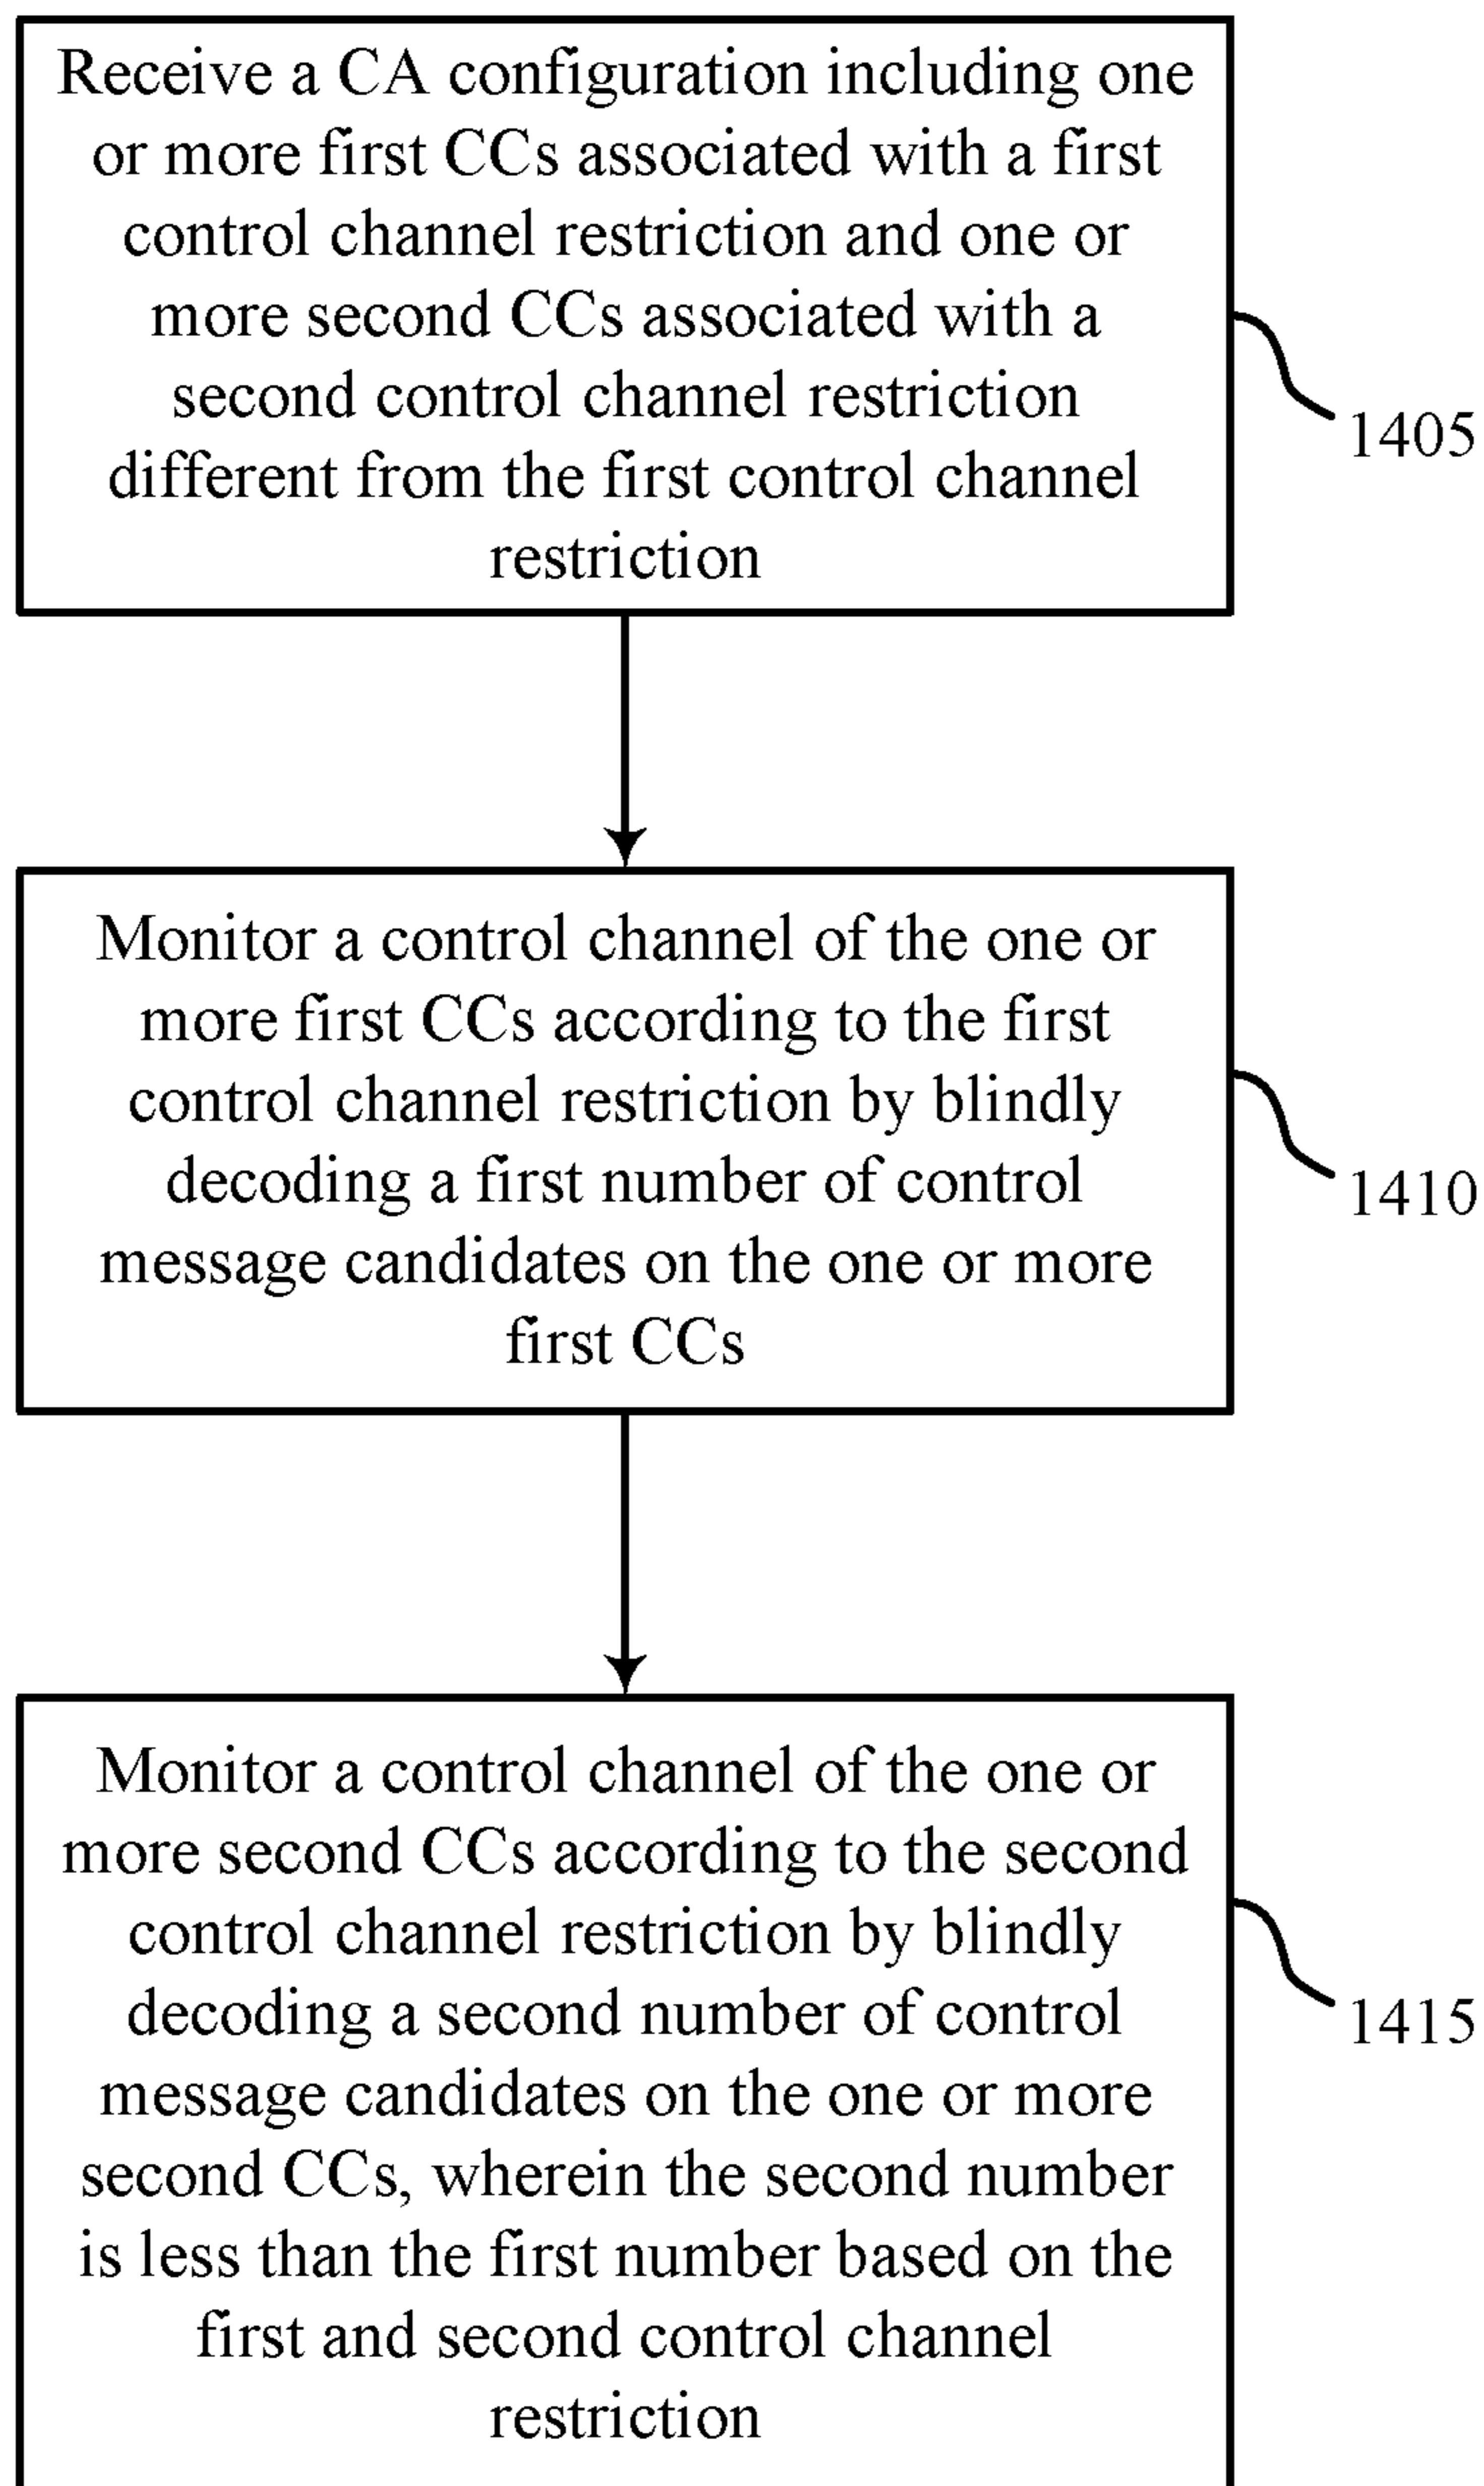 Receive a CA configuration including one
or more first CCs associated with a first
control channel restriction and one or
more second CCs associated with a
second control channel restriction
different from the first control channel
restriction
1405
Monitor a control channel of the one or
more first CCs according to the first
control channel restriction by blindly
decoding a first number of control
message candidates on the one or more
first CCs
1410
Monitor a control channel of the one or
more second CCs according to the second
control channel restriction by blindly
decoding a second number of control
message candidates on the one or more
second CCs, wherein the second number
is less than the first number based on the
first and second control channel
restriction
1415